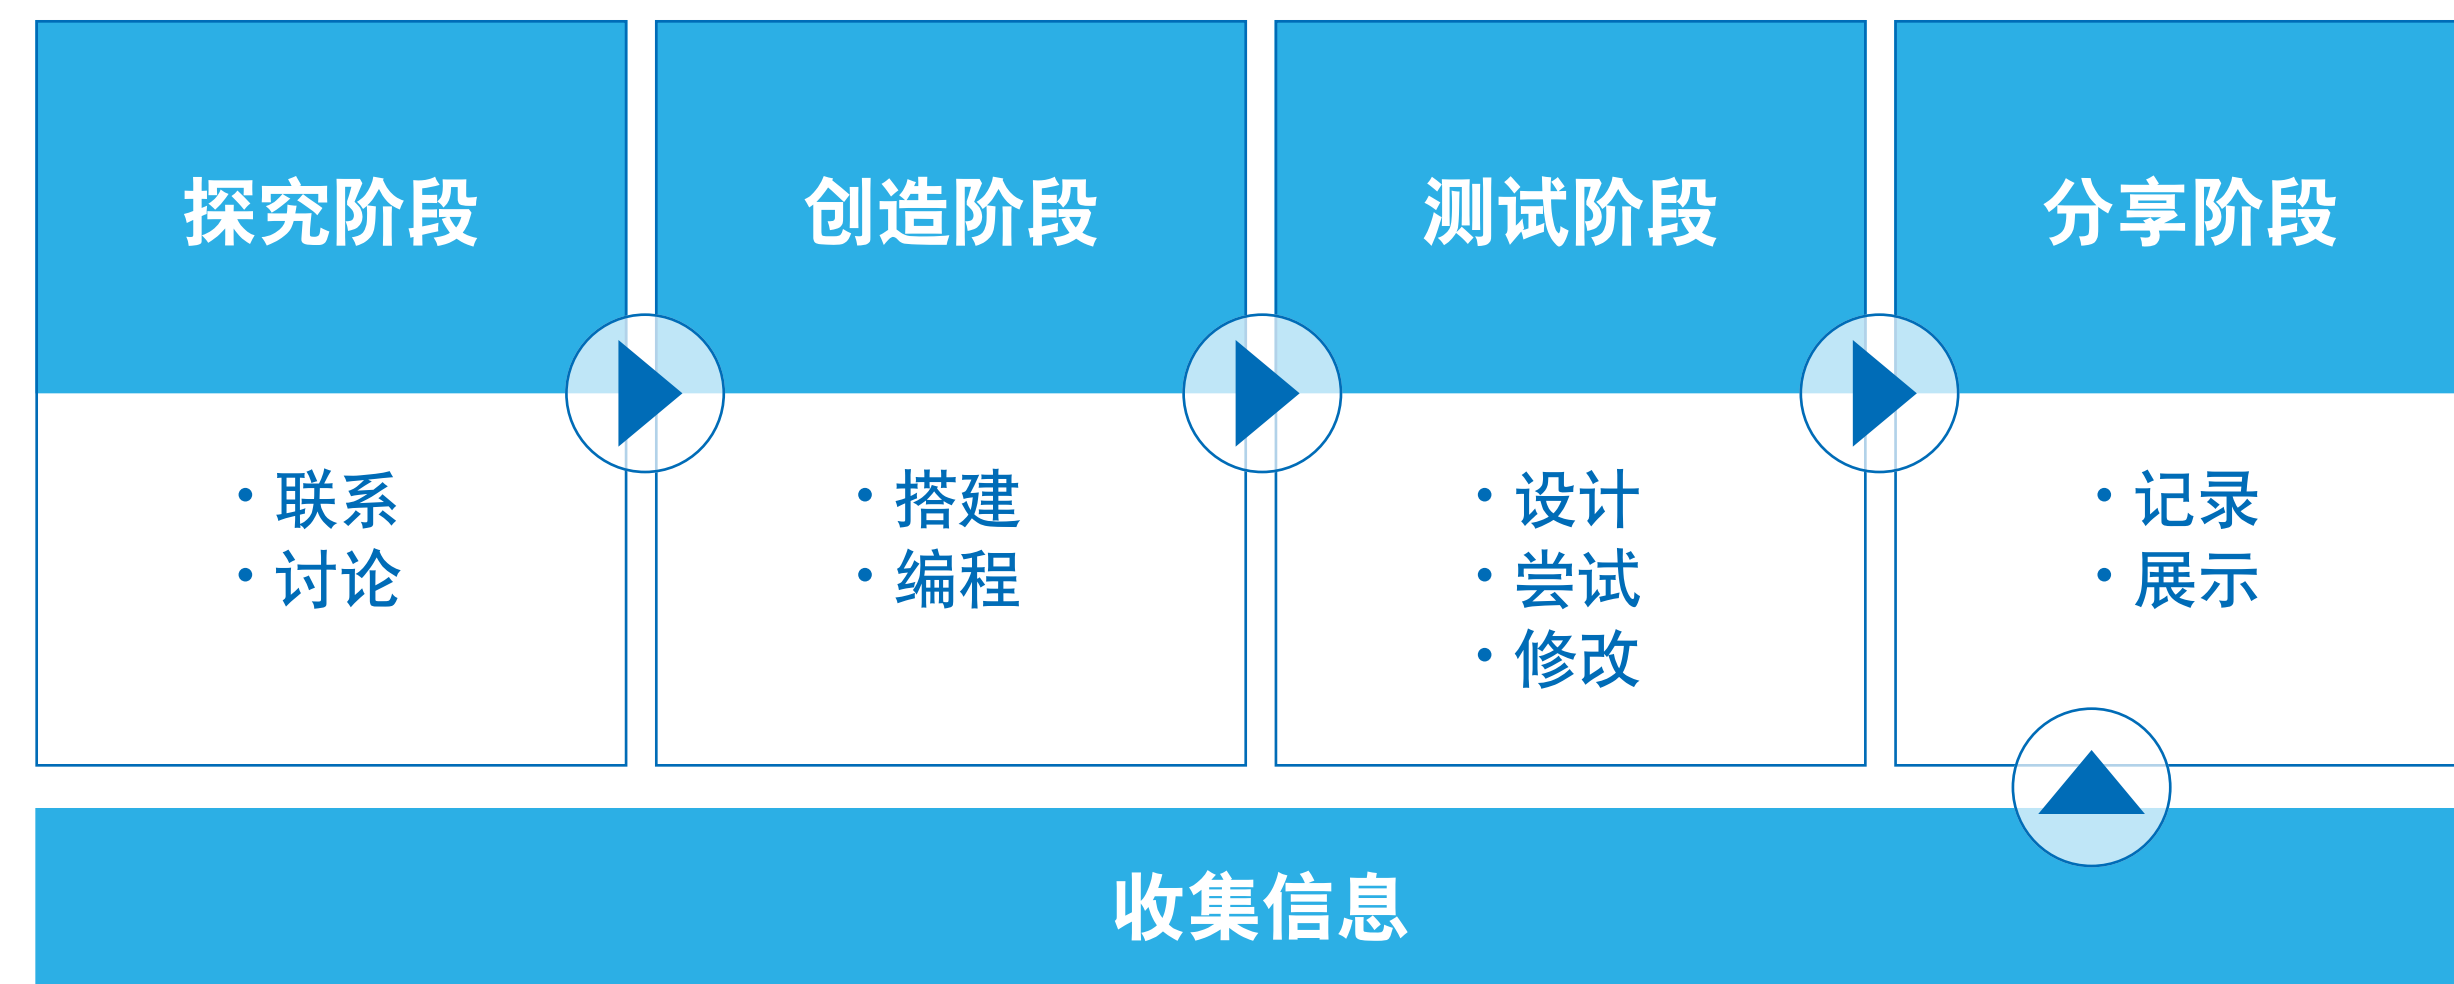 探究阶段
• 联系
• 讨论
创造阶段
• 搭建
• 编程
测试阶段
• 设计
• 尝试
• 修改
分享阶段
• 记录
• 展示
收集信息